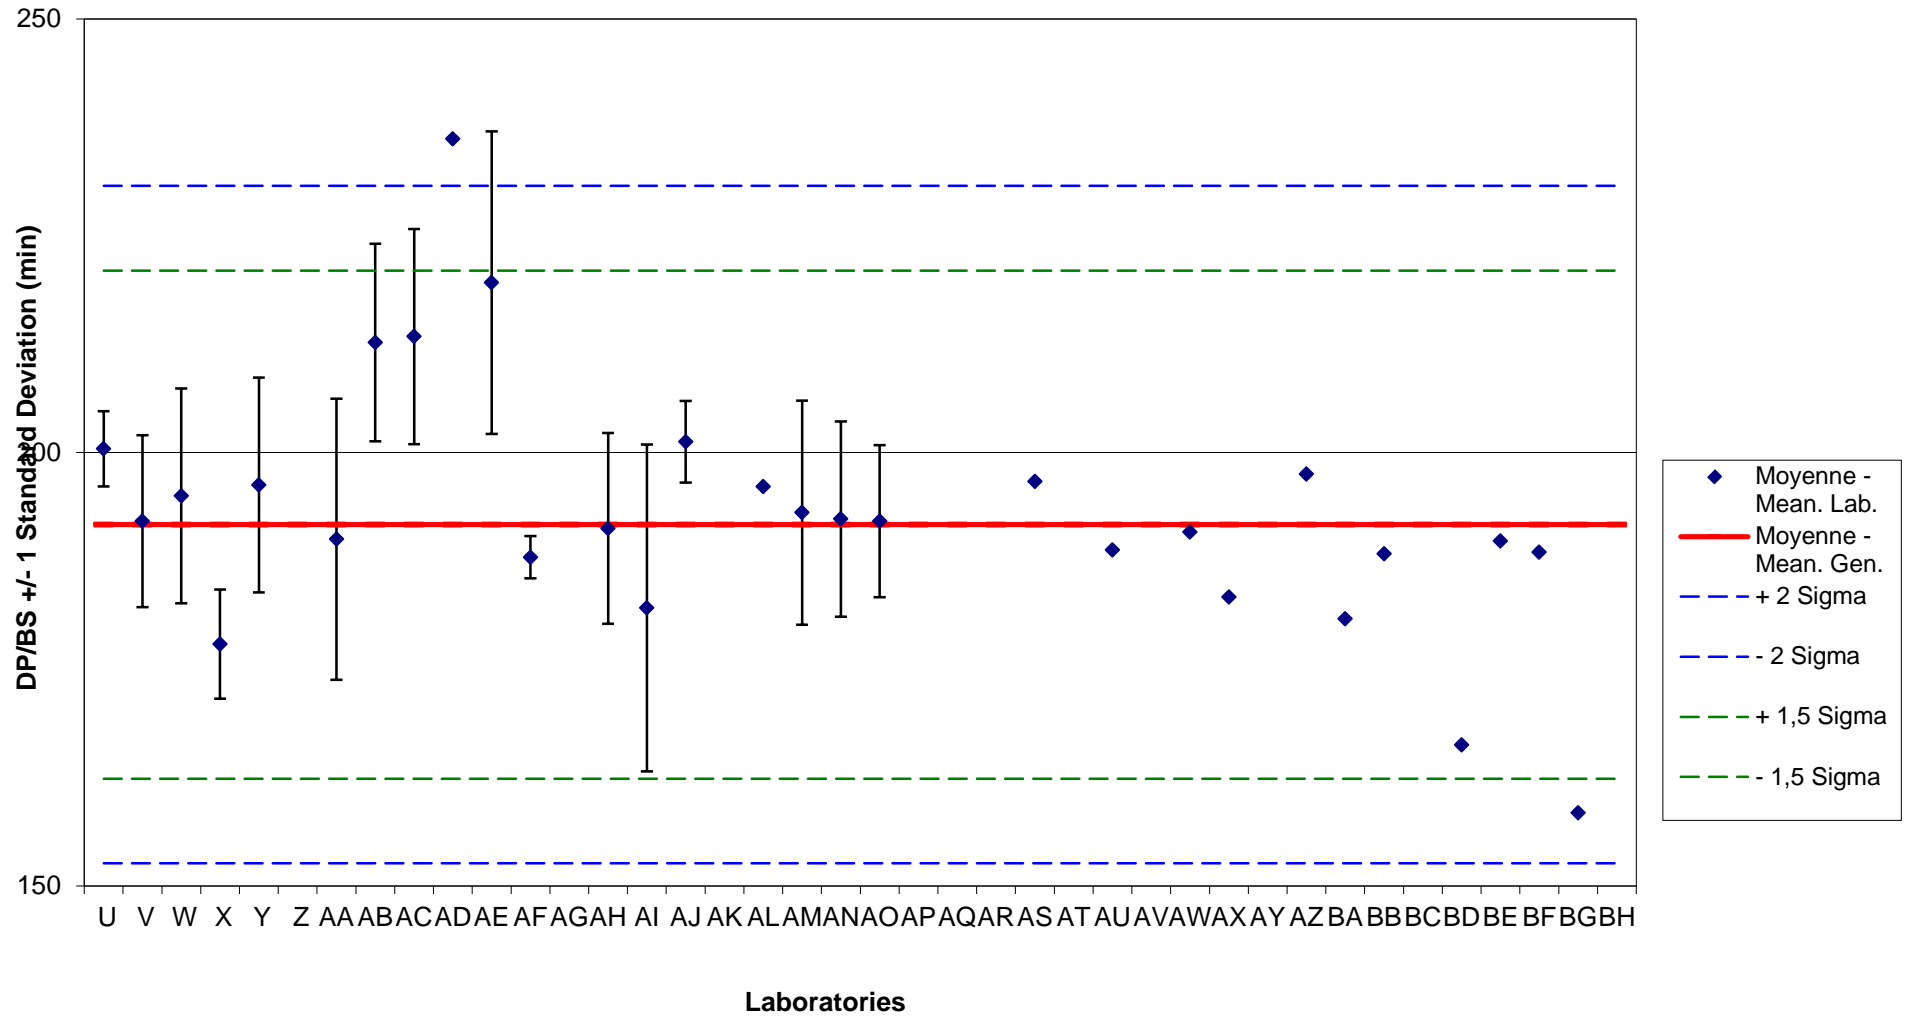 250
200
150
DP/BS +/- 1 Standard Deviation (min)
U V W X Y Z AA AB AC AD AE AF AG AH AI AJ AK AL AM AN AO AP AQ AR AS AT AU AV AW AX AY AZ BA BB BC BD BE BF BG BH
Laboratories
Moyenne -
Mean. Lab.
Moyenne -
Mean. Gen.
+ 2 Sigma
- 2 Sigma
+ 1,5 Sigma
- 1,5 Sigma